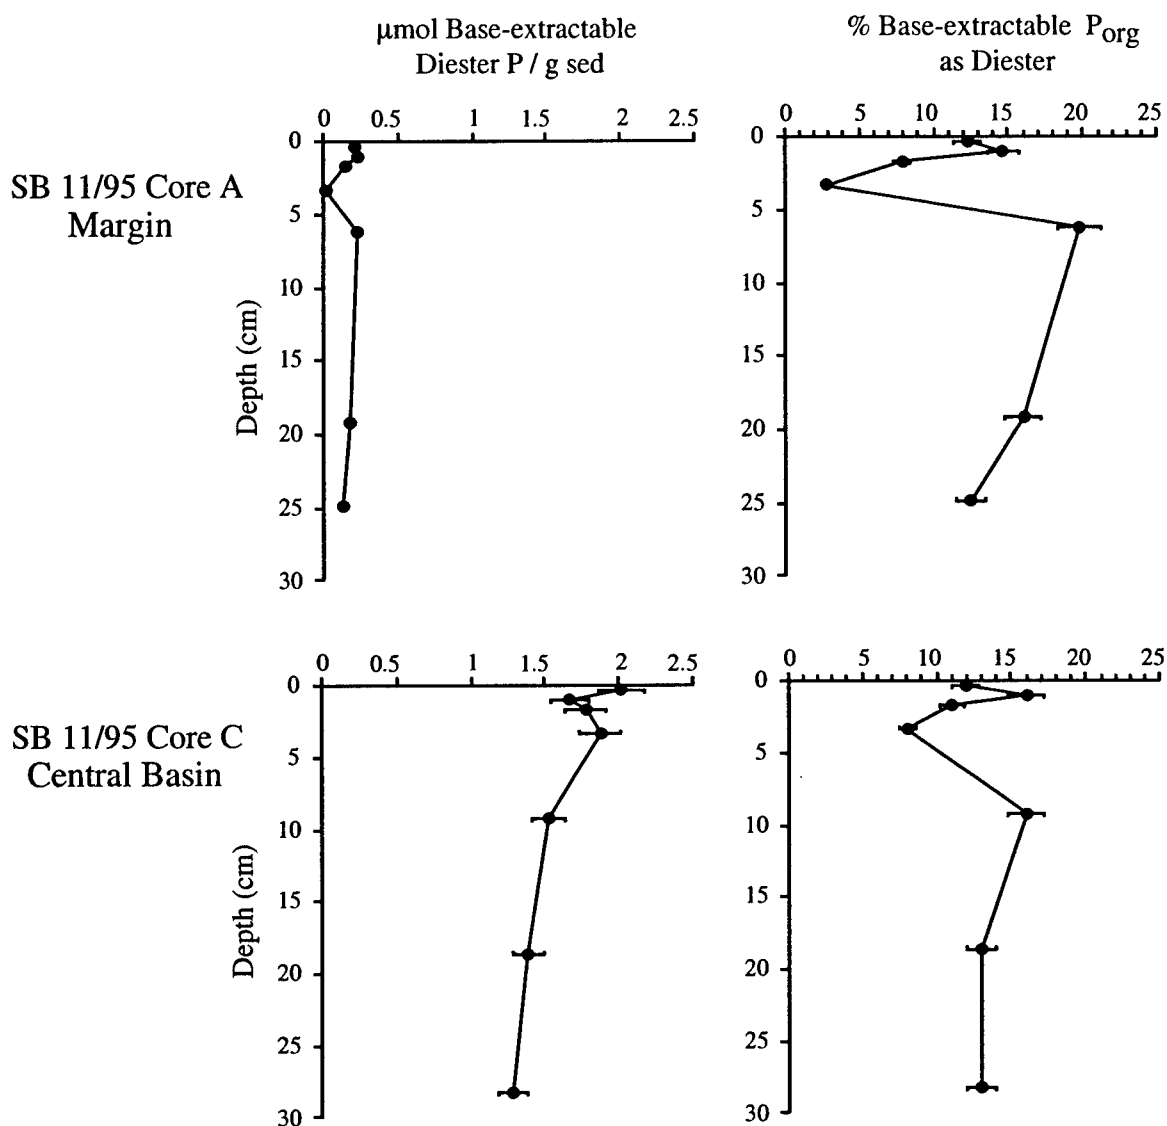 µmol Base-extractable
Diester P / g sed
% Base-extractable Porg
as Diester
SB 11/95 Core A
Margin
0 0.5 1 1.5 2 2.5
0
5
10
15
20
25
30
Depth (cm)
0 5 10 15 20 25
0
5
10
15
20
25
30
SB 11/95 Core C
Central Basin
0 0.5 1 1.5 2 2.5
0
5
10
15
20
25
30
Depth (cm)
0 5 10 15 20 25
0
5
10
15
20
25
30